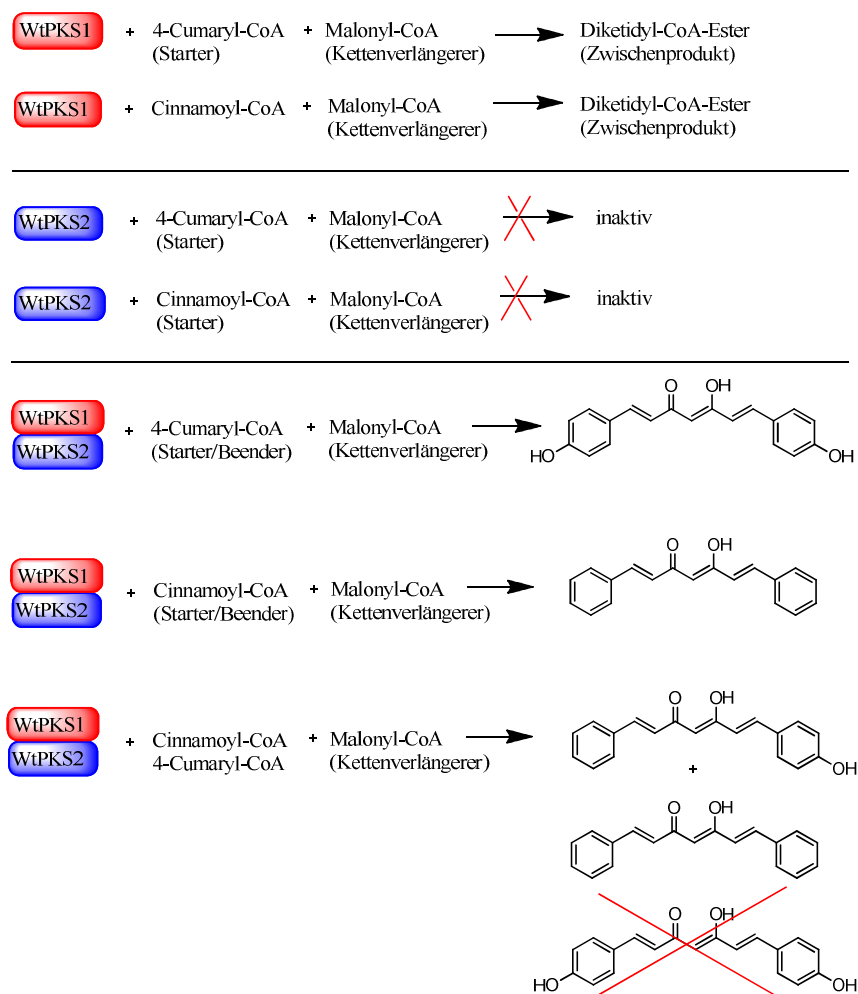 WtPKS1 + 4-Cumaryl-CoA + Malonyl-CoA Diketidyl-CoA-Ester
(Starter) (Kettenverlängerer) (Zwischenprodukt)
WtPKS1 + Cinnamoyl-CoA + Malonyl-CoA Diketidyl-CoA-Ester
(Kettenverlängerer) (Zwischenprodukt)
WtPKS2 + 4-Cumaryl-CoA + Malonyl-CoA inaktiv
(Starter) (Kettenverlängerer)
WtPKS2 + Cinnamoyl-CoA + Malonyl-CoA inaktiv
(Starter) (Kettenverlängerer)
O OH
WtPKS1
+ 4-Cumaryl-CoA + Malonyl-CoA
WtPKS2 (Starter/Beender) (Kettenverlängerer)
HO OH
O OH
WtPKS1
+ Cinnamoyl-CoA + Malonyl-CoA
WtPKS2 (Starter/Beender) (Kettenverlängerer)
O OH
WtPKS1
+ Cinnamoyl-CoA + Malonyl-CoA
WtPKS2 4-Cumaryl-CoA (Kettenverlängerer)
OH
+
O OH
O OH
HO OH